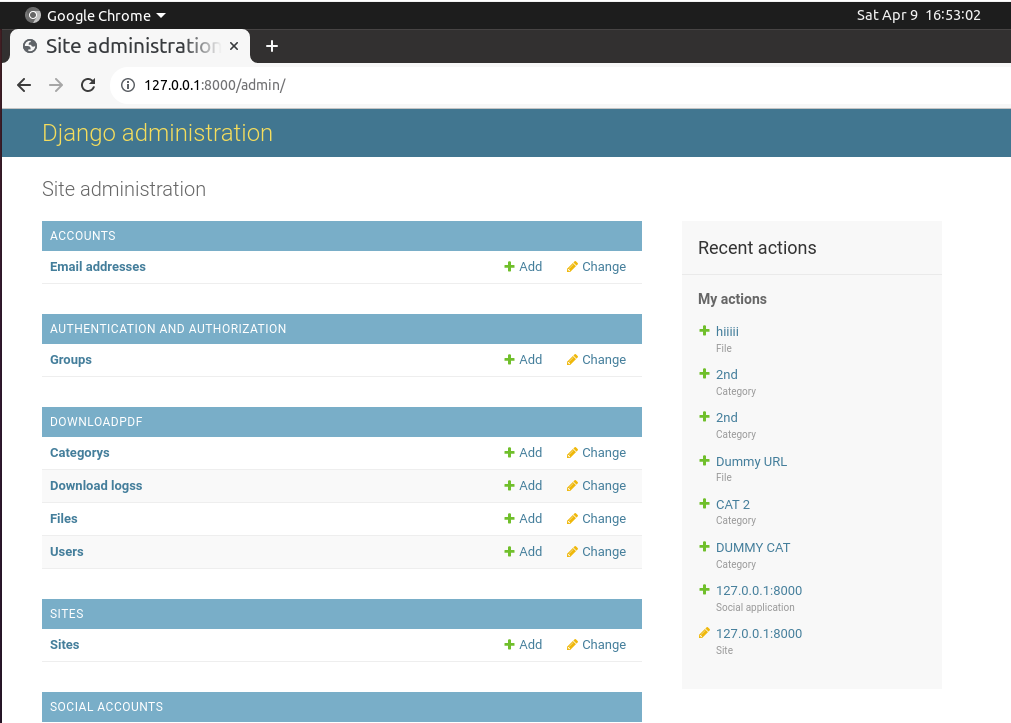 Google Chrome
Sat Apr 9 16:53:02
Site administration
127.0.0.1:8000/admin/
Django administration
Site administration
ACCOUNTS
Email addresses Add Change
AUTHENTICATION AND AUTHORIZATION
Groups Add Change
DOWNLOADPDF
Categorys Add Change
Download logss Add Change
Files Add Change
Users Add Change
SITES
Sites Add Change
SOCIAL ACCOUNTS
Recent actions
My actions
hiiiii
File
2nd
Category
2nd
Category
Dummy URL
File
CAT 2
Category
DUMMY CAT
Category
127.0.0.1:8000
Social application
127.0.0.1:8000
Site